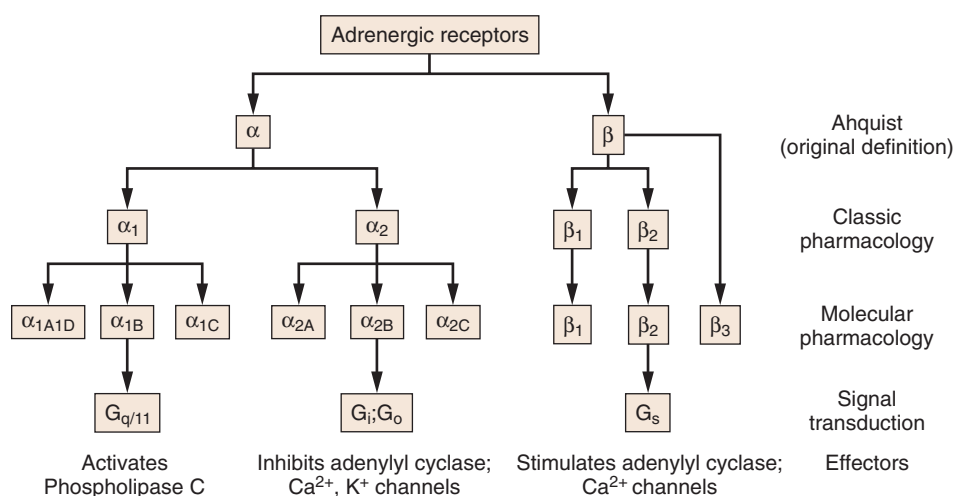 Adrenergic receptors
α
β
Ahquist
(original definition)
α₁
α₂
β₁
β₂
Classic
pharmacology
α₁A1D
α₁B
α₁C
α₂A
α₂B
α₂C
β₁
β₂
β₃
Molecular
pharmacology
Gq/11
Gi;Go
Gs
Signal
transduction
Activates
Phospholipase C
Inhibits adenylyl cyclase;
Ca²⁺, K⁺ channels
Stimulates adenylyl cyclase;
Ca²⁺ channels
Effectors